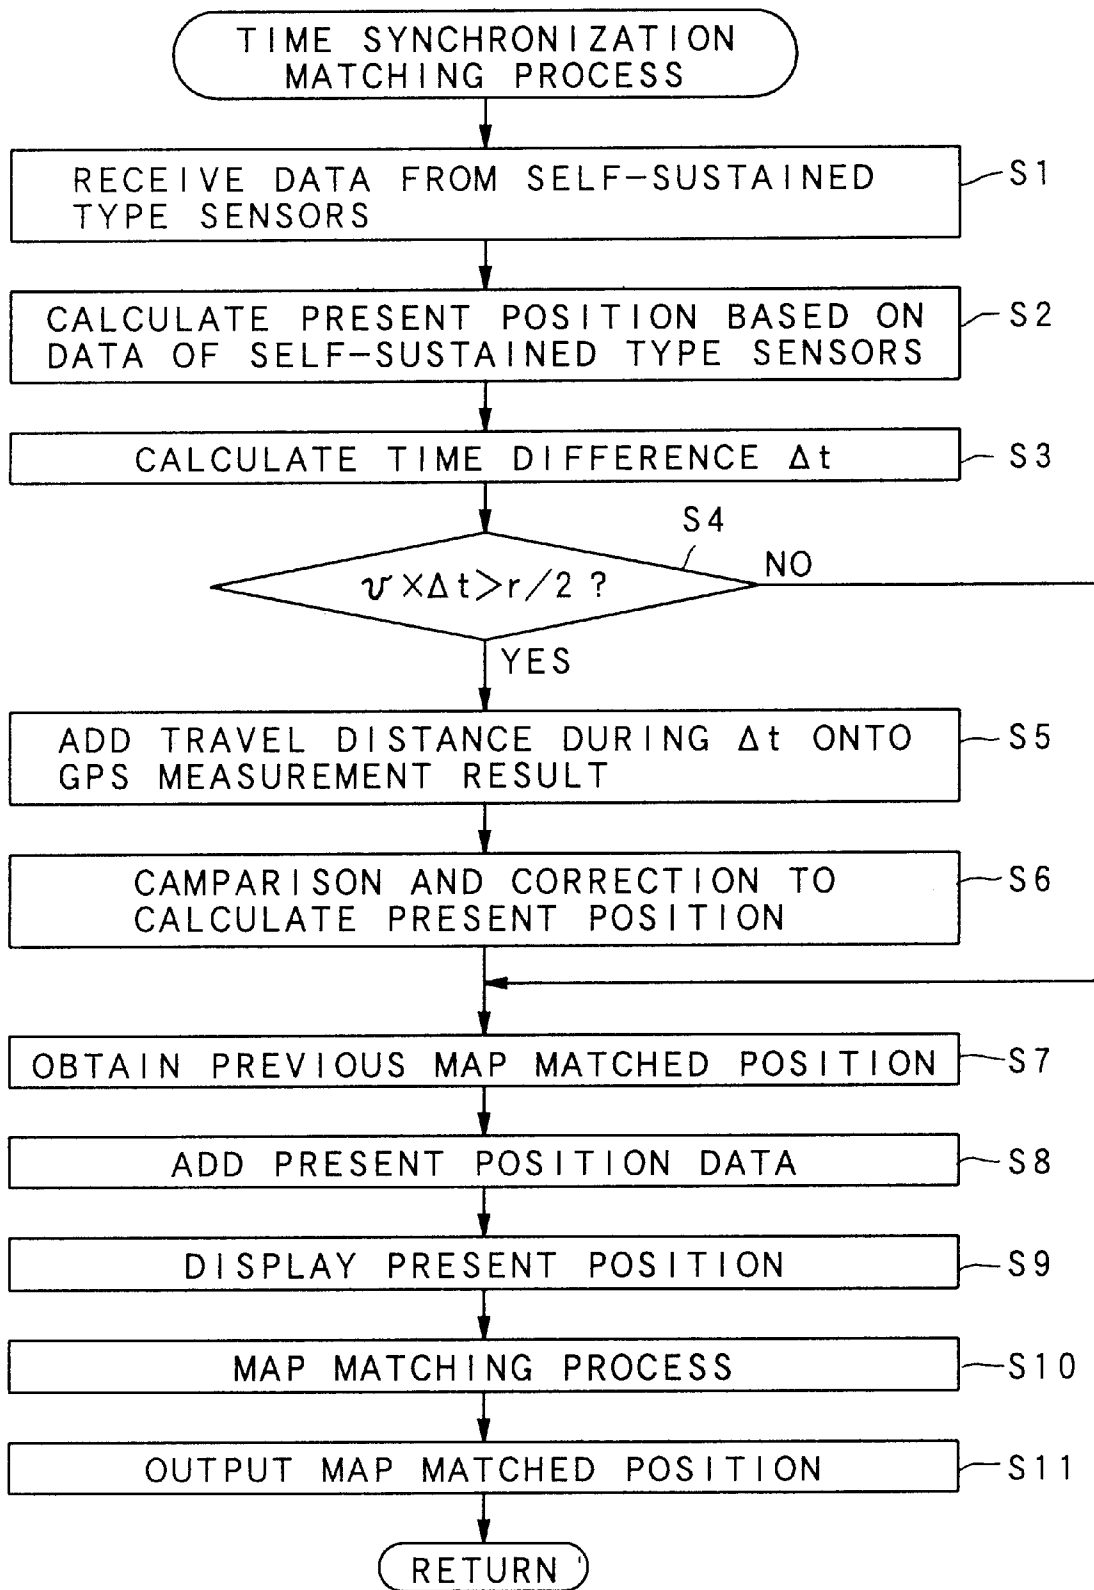 TIME SYNCHRONIZATION
MATCHING PROCESS
RECEIVE DATA FROM SELF-SUSTAINED
TYPE SENSORS
S1
CALCULATE PRESENT POSITION BASED ON
DATA OF SELF-SUSTAINED TYPE SENSORS
S2
CALCULATE TIME DIFFERENCE Δt
S3
S4
v×Δt>r/2?
NO
YES
ADD TRAVEL DISTANCE DURING Δt ONTO
GPS MEASUREMENT RESULT
S5
CAMPARISON AND CORRECTION TO
CALCULATE PRESENT POSITION
S6
OBTAIN PREVIOUS MAP MATCHED POSITION
S7
ADD PRESENT POSITION DATA
S8
DISPLAY PRESENT POSITION
S9
MAP MATCHING PROCESS
S10
OUTPUT MAP MATCHED POSITION
S11
RETURN